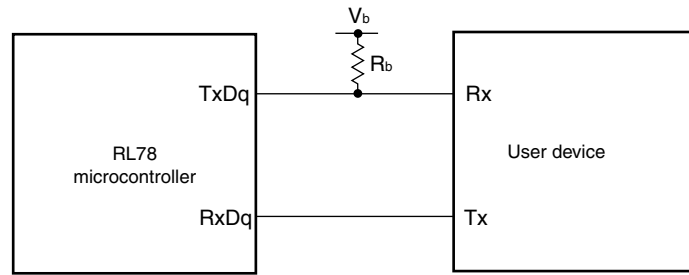 Vb
Rb
TxDq
Rx
RL78
microcontroller
User device
RxDq
Tx